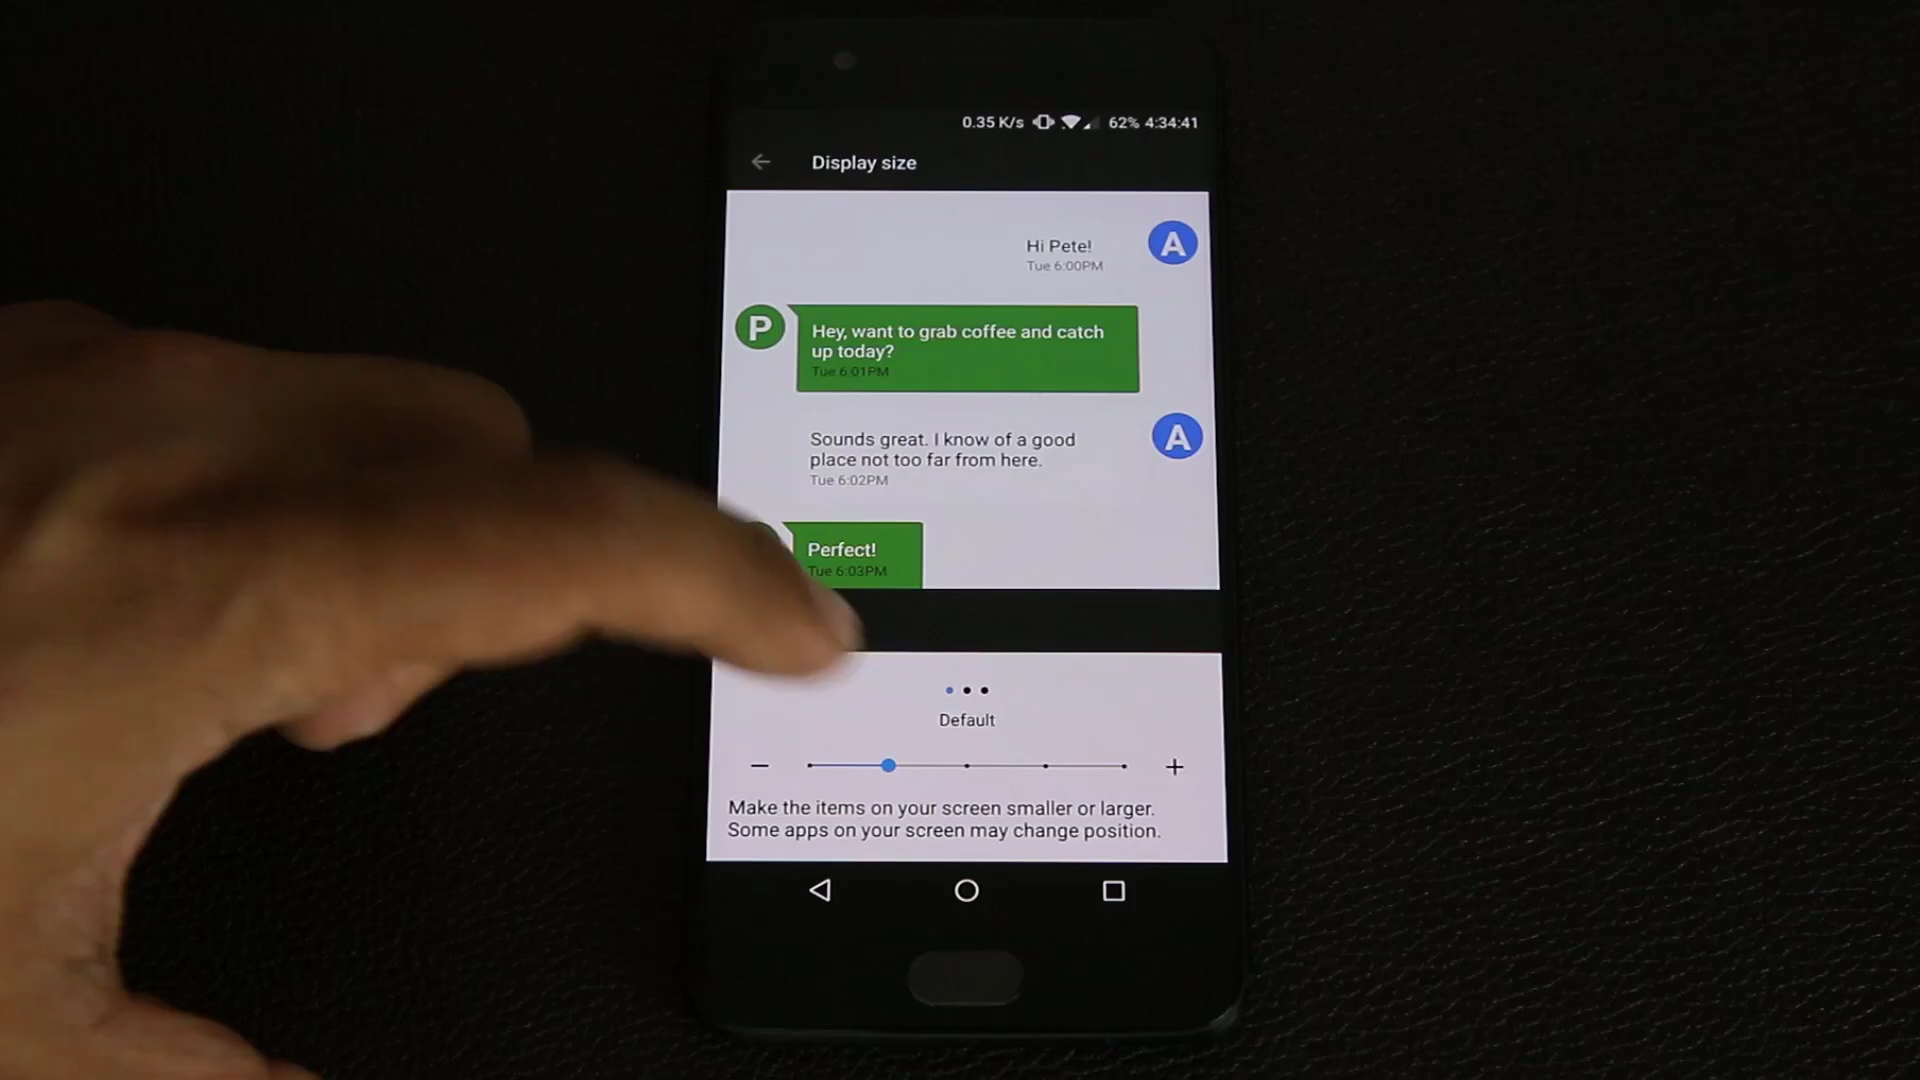 0.35 K/s 62% 4:34:41
Display size
Hi Pete!
Tue 6:00PM
A
P
Hey, want to grab coffee and catch
up today?
Tue 6:01PM
Sounds great. I know of a good
place not too far from here.
Tue 6:02PM
A
Perfect!
Tue 6:03PM
Default
Make the items on your screen smaller or larger.
Some apps on your screen may change position.